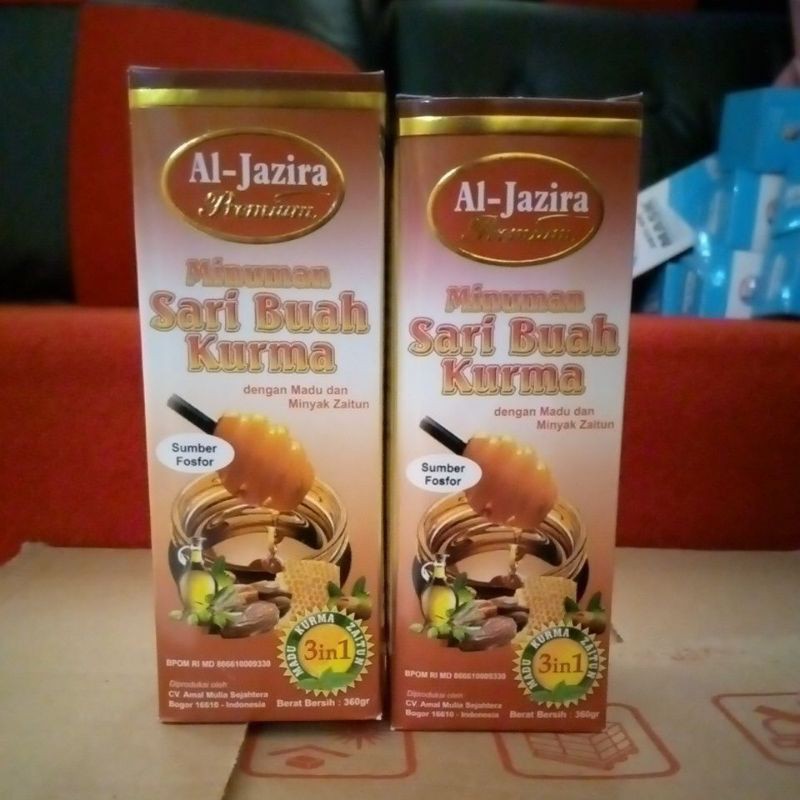 Al-Jazira
Premium
Minuman
Sari Buah
Kurma
dengan Madu dan
Minyak Zaitun
Sumber
Fosfor
MADU KURMA ZAITUN
3in1
BPOM RI MD 866610009330
Diproduksi oleh
CV. Amal Mulia Sejahtera
Bogor 16610 - Indonesia
Berat Bersih : 360gr
Al-Jazira
Premium
Minuman
Sari Buah
Kurma
dengan Madu dan
Minyak Zaitun
Sumber
Fosfor
MADU KURMA ZAITUN
3in1
BPOM RI MD 866610009330
Diproduksi oleh
CV. Amal Mulia Sejahtera
Bogor 16610 - Indonesia
Berat Bersih : 360gr